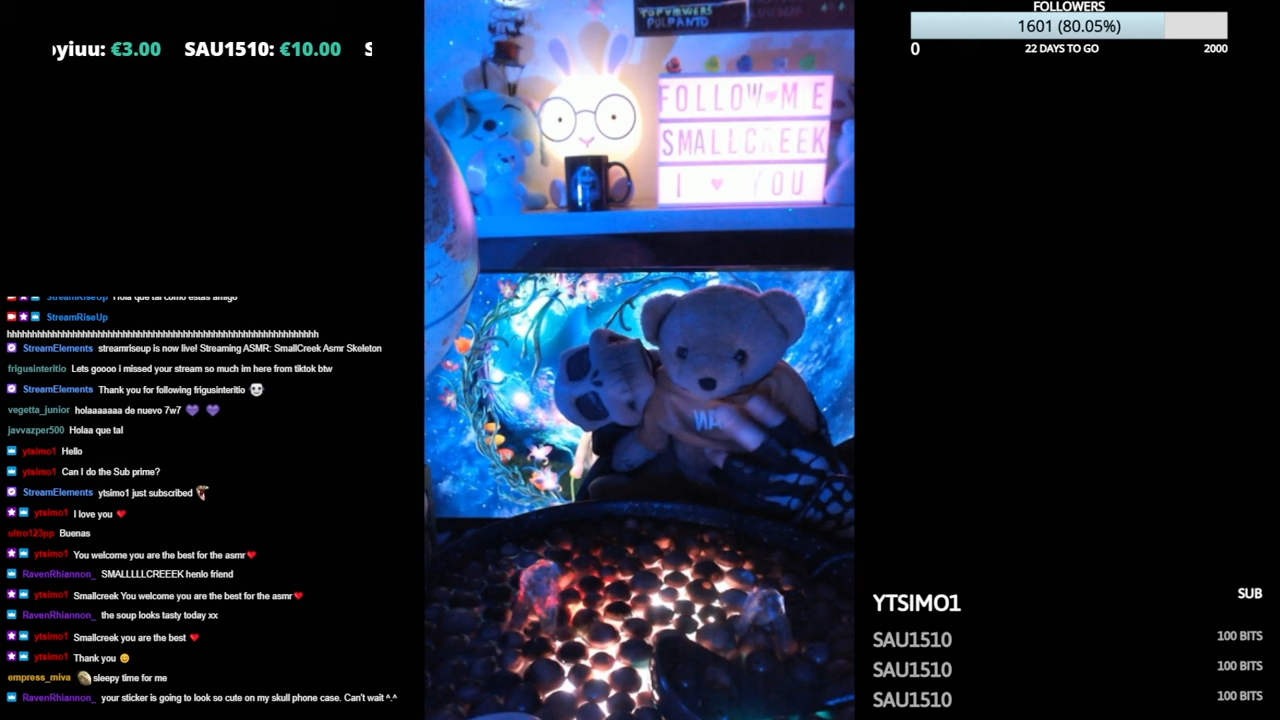 yiuu: €3.00 SAU1510: €10.00 S
FOLLOWERS
1601 (80.05%)
0 22 DAYS TO GO 2000
TOPVIEWERS
PULPANTO
FOLLOW♥ME
SMALLCREEK
I ♥ YOU
WA
StreamRiseUp Hola que tal como estas amigo
StreamRiseUp
StreamElements streamriseup is now live! Streaming ASMR: SmallCreek Asmr Skeleton
frigusinteritio Lets goooo i missed your stream so much im here from tiktok btw
StreamElements Thank you for following frigusinteritio
vegetta_junior holaaaaaaa de nuevo 7w7 💜 💜
javvazper500 Holaa que tal
ytsimo1 Hello
ytsimo1 Can I do the Sub prime?
StreamElements ytsimo1 just subscribed
ytsimo1 I love you ❤
ultro123pp Buenas
ytsimo1 You welcome you are the best for the asmr❤
RavenRhiannon_ SMALLLLLCREEEK henlo friend
ytsimo1 Smallcreek You welcome you are the best for the asmr❤
RavenRhiannon_ the soup looks tasty today xx
ytsimo1 Smallcreek you are the best ❤
ytsimo1 Thank you 😊
empress_miva sleepy time for me
RavenRhiannon_ your sticker is going to look so cute on my skull phone case. Can't wait ^.^
YTSIMO1 SUB
SAU1510 100 BITS
SAU1510 100 BITS
SAU1510 100 BITS